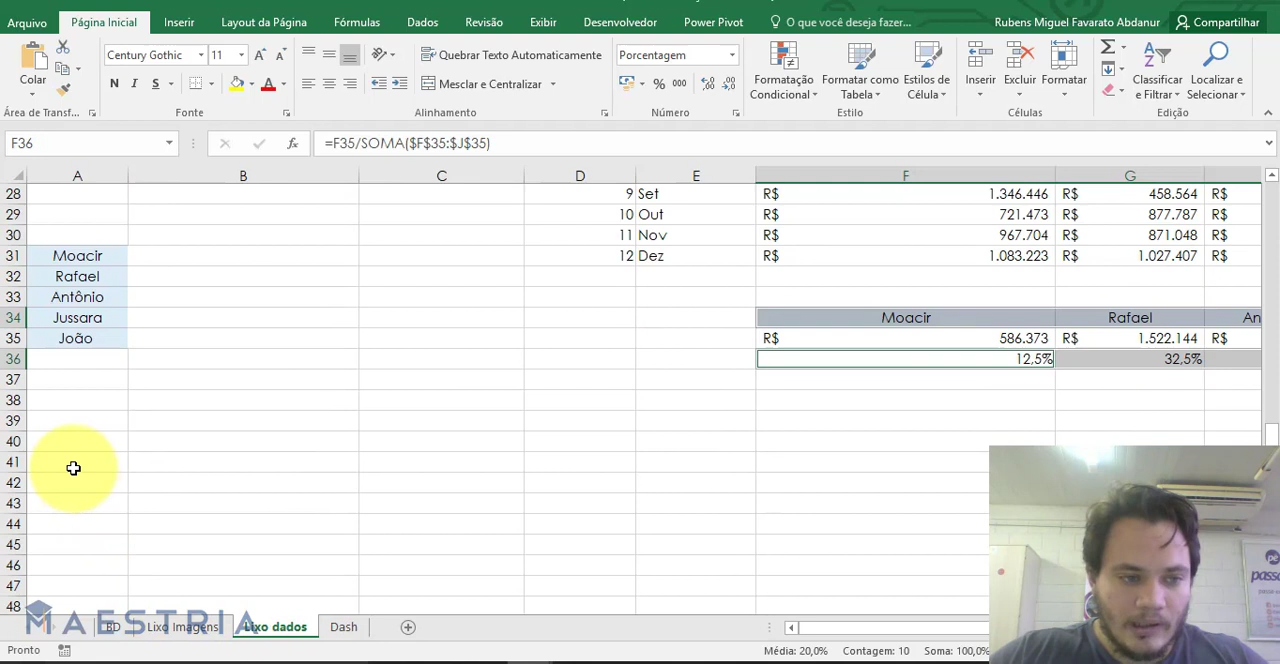 Arquivo Página Inicial Inserir Layout da Página Fórmulas Dados Revisão Exibir Desenvolvedor Power Pivot O que você deseja fazer... Rubens Miguel Favarato Abdanur Compartilhar
Colar Century Gothic 11 Quebrar Texto Automaticamente Porcentagem
N I S Mesclar e Centralizar % 000
Formatação Condicional Formatar como Tabela Estilos de Célula Inserir Excluir Formatar Classificar e Filtrar Localizar e Selecionar
Área de Transf... Fonte Alinhamento Número Estilo Células Edição
F36 fx =F35/SOMA($F$35:$J$35)
A B C D E F G
28 9 Set R$ 1.346.446 R$ 458.564 R$
29 10 Out R$ 721.473 R$ 877.787 R$
30 11 Nov R$ 967.704 R$ 871.048 R$
31 Moacir 12 Dez R$ 1.083.223 R$ 1.027.407 R$
32 Rafael
33 Antônio
34 Jussara Moacir Rafael An
35 João R$ 586.373 R$ 1.522.144 R$
36 12,5% 32,5%
37
38
39
40
41
42
43
44
45
46
47
48
MAESTRIA
BD Lixo Imagens Lixo dados Dash
Pronto Média: 20,0% Contagem: 10 Soma: 100,0%